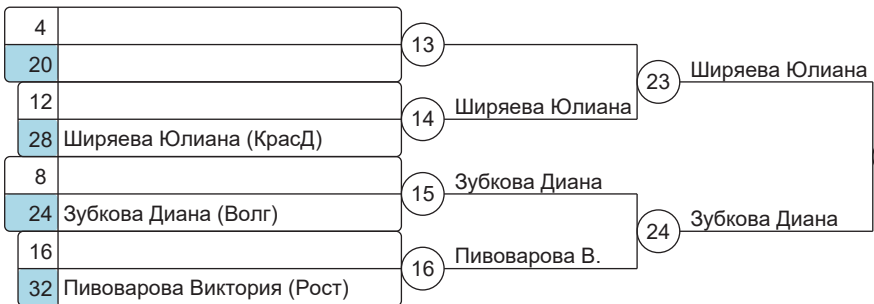 4
13
20
23
Ширяева Юлиана
12
14
Ширяева Юлиана
28 Ширяева Юлиана (КрасД)
8
15
Зубкова Диана
24 Зубкова Диана (Волг)
24
Зубкова Диана
16
16
Пивоварова В.
32 Пивоварова Виктория (Рост)